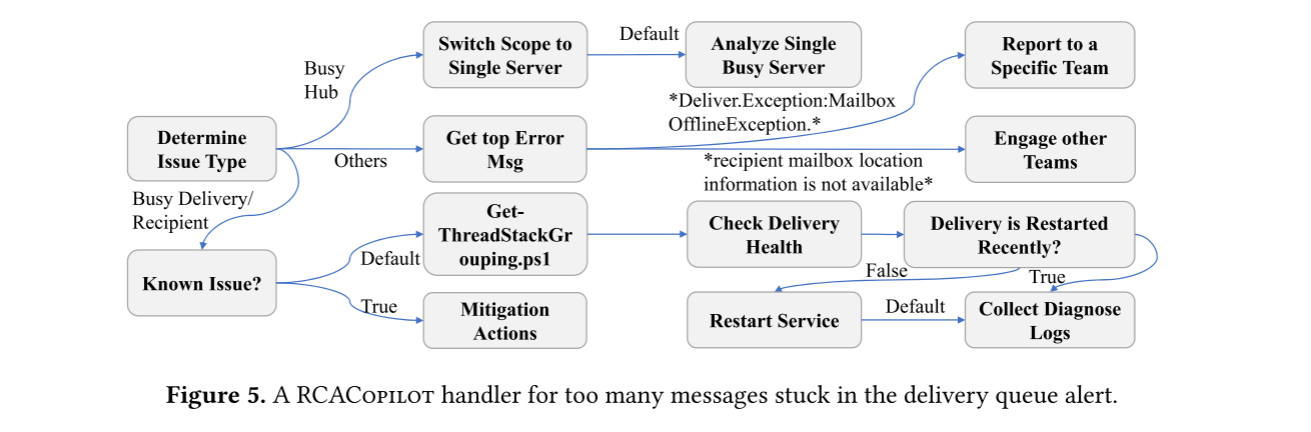 Switch Scope to
Single Server
Default
Analyze Single
Busy Server
Report to a
Specific Team
Busy
Hub
*Deliver.Exception:Mailbox
OfflineException.*
Determine
Issue Type
Others
Get top Error
Msg
*recipient mailbox location
information is not available*
Engage other
Teams
Busy Delivery/
Recipient
Known Issue?
Default
Get-
ThreadStackGr
ouping.ps1
Check Delivery
Health
Delivery is Restarted
Recently?
True
Mitigation
Actions
False
True
Restart Service
Default
Collect Diagnose
Logs
Figure 5. A RCACOPILOT handler for too many messages stuck in the delivery queue alert.